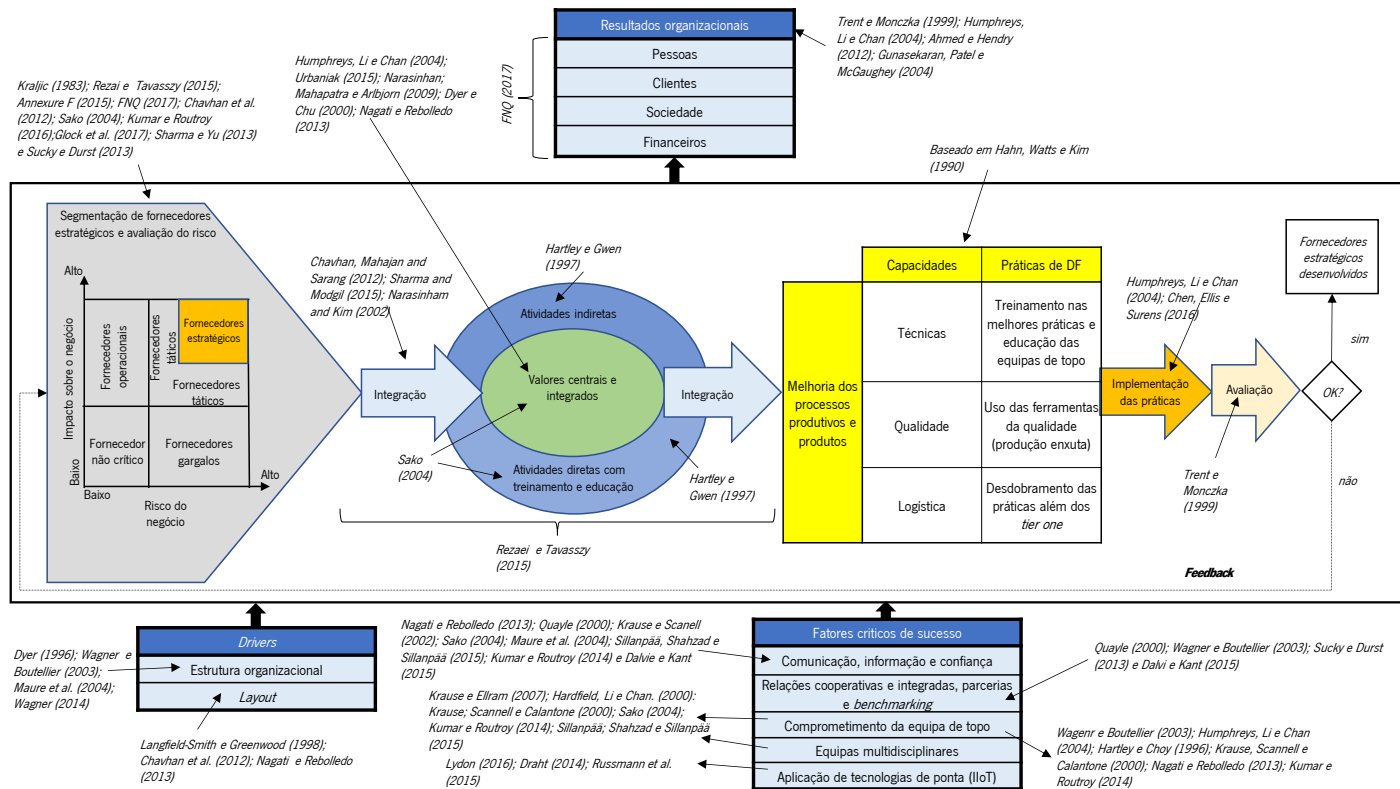 Resultados organizacionais
Pessoas
Clientes
Sociedade
Financeiros
FNQ (2017)
Trent e Monczka (1999); Humphreys,
Li e Chan (2004); Ahmed e Hendry
(2012); Gunasekaran, Patel e
McGaughey (2004)
Humphreys, Li e Chan (2004);
Urbaniak (2015); Narasinhan;
Mahapatra e Arlbjorn (2009); Dyer e
Chu (2000); Nagati e Rebolledo
(2013)
Kraljic (1983); Rezai e Tavasszy (2015);
Annexure F (2015); FNQ (2017); Chavhan et al.
(2012); Sako (2004); Kumar e Routroy
(2016);Glock et al. (2017); Sharma e Yu (2013)
e Sucky e Durst (2013)
Baseado em Hahn, Watts e Kim
(1990)
Segmentação de fornecedores
estratégicos e avaliação do risco
Alto
Impacto sobre o negócio
Baixo
Fornecedores
operacionais
Fornecedores
táticos
Fornecedores
estratégicos
Fornecedores
táticos
Fornecedor
não crítico
Fornecedores
gargalos
Baixo
Alto
Risco do
negócio
Chavhan, Mahajan and
Sarang (2012); Sharma and
Modgil (2015); Narasinham
and Kim (2002)
Integração
Hartley e Gwen
(1997)
Atividades indiretas
Valores centrais e
integrados
Atividades diretas com
treinamento e educação
Sako
(2004)
Hartley e
Gwen (1997)
Integração
Rezaei e Tavasszy
(2015)
Capacidades
Práticas de DF
Melhoria dos
processos
produtivos e
produtos
Técnicas
Treinamento nas
melhores práticas e
educação das
equipas de topo
Qualidade
Uso das ferramentas
da qualidade
(produção enxuta)
Logística
Desdobramento das
práticas além dos
tier one
Humphreys, Li e Chan
(2004); Chen, Ellis e
Surens (2016)
Implementação
das práticas
Avaliação
Trent e
Monczka
(1999)
Fornecedores
estratégicos
desenvolvidos
sim
OK?
não
Feedback
Drivers
Estrutura organizacional
Layout
Dyer (1996); Wagner e
Boutellier (2003);
Maure et al. (2004);
Wagner (2014)
Langfield-Smith e Greenwood (1998);
Chavhan et al. (2012); Nagati e Rebolledo
(2013)
Nagati e Rebolledo (2013); Quayle (2000); Krause e Scanell
(2002); Sako (2004); Maure et al. (2004); Sillanpää, Shahzad e
Sillanpää (2015); Kumar e Routroy (2014) e Dalvie e Kant
(2015)
Krause e Ellram (2007); Hardfield, Li e Chan. (2000):
Krause; Scannell e Calantone (2000); Sako (2004);
Kumar e Routroy (2014); Sillanpää; Shahzad e Sillanpää
(2015)
Lydon (2016); Draht (2014); Russmann et al.
(2015)
Fatores criticos de sucesso
Comunicação, informação e confiança
Relações cooperativas e integradas, parcerias
e benchmarking
Comprometimento da equipa de topo
Equipas multidisciplinares
Aplicação de tecnologias de ponta (IIoT)
Quayle (2000); Wagner e Boutellier (2003); Sucky e Durst
(2013) e Dalvi e Kant (2015)
Wagenr e Boutellier (2003); Humphreys, Li e Chan
(2004); Hartley e Choy (1996); Krause, Scannell e
Calantone (2000); Nagati e Rebolledo (2013); Kumar e
Routroy (2014)